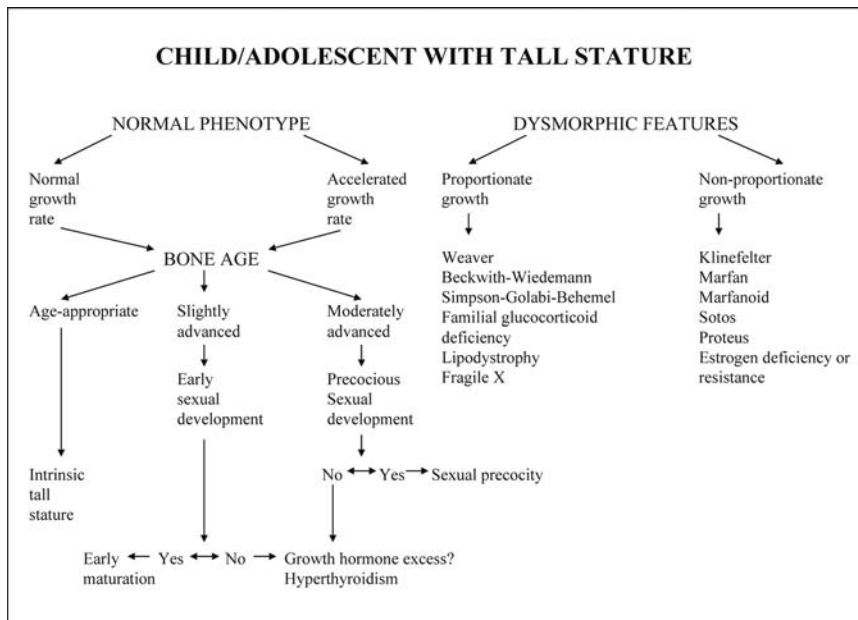 CHILD/ADOLESCENT WITH TALL STATURE
NORMAL PHENOTYPE
DYSMORPHIC FEATURES
Normal
growth
rate
Accelerated
growth
rate
Proportionate
growth
Non-proportionate
growth
BONE AGE
Weaver
Beckwith-Wiedemann
Simpson-Golabi-Behemel
Familial glucocorticoid
deficiency
Lipodystrophy
Fragile X
Klinefelter
Marfan
Marfanoid
Sotos
Proteus
Estrogen deficiency or
resistance
Age-appropriate
Slightly
advanced
Moderately
advanced
Early
sexual
development
Precocious
Sexual
development
Intrinsic
tall
stature
No
Yes
Sexual precocity
Early
maturation
Yes
No
Growth hormone excess?
Hyperthyroidism